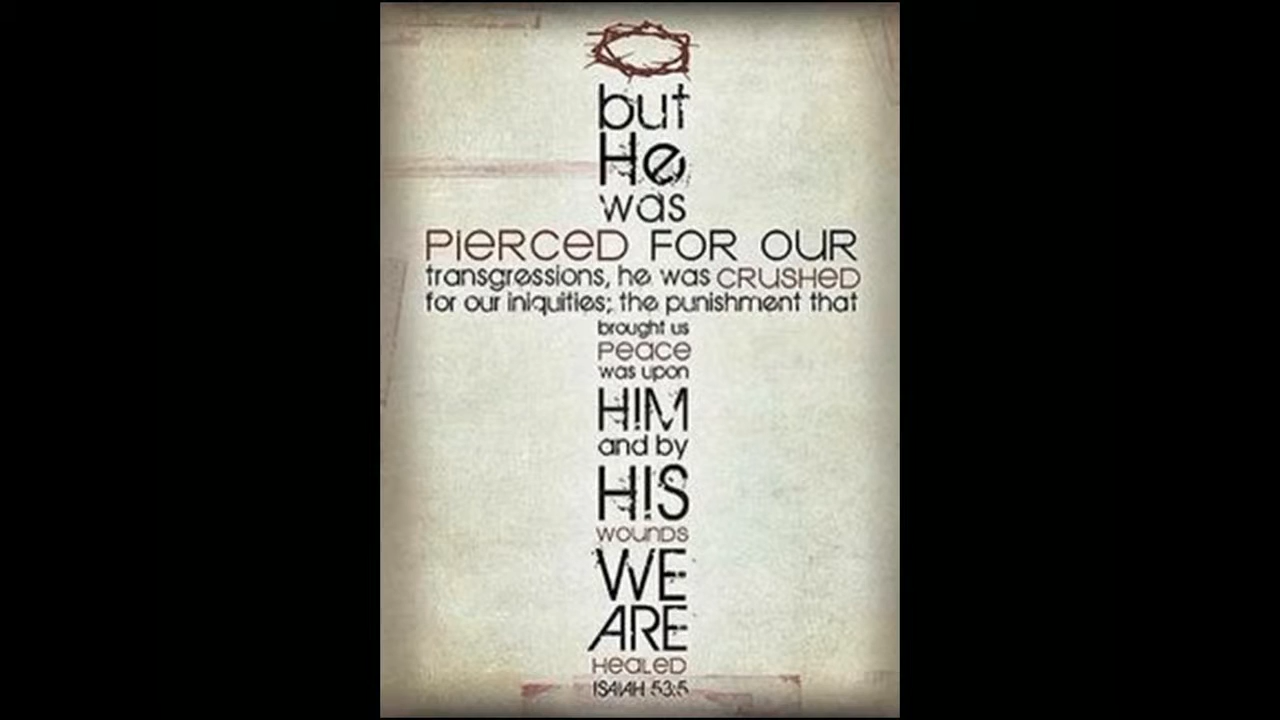 but
He
was
PIERCED FOR OUR
transgressions, he was CRUSHED
for our iniquities; the punishment that
brought us
PEACE
was upon
HIM
and by
HIS
WOUNDS
WE
ARE
HEALED
ISAIAH 53:5